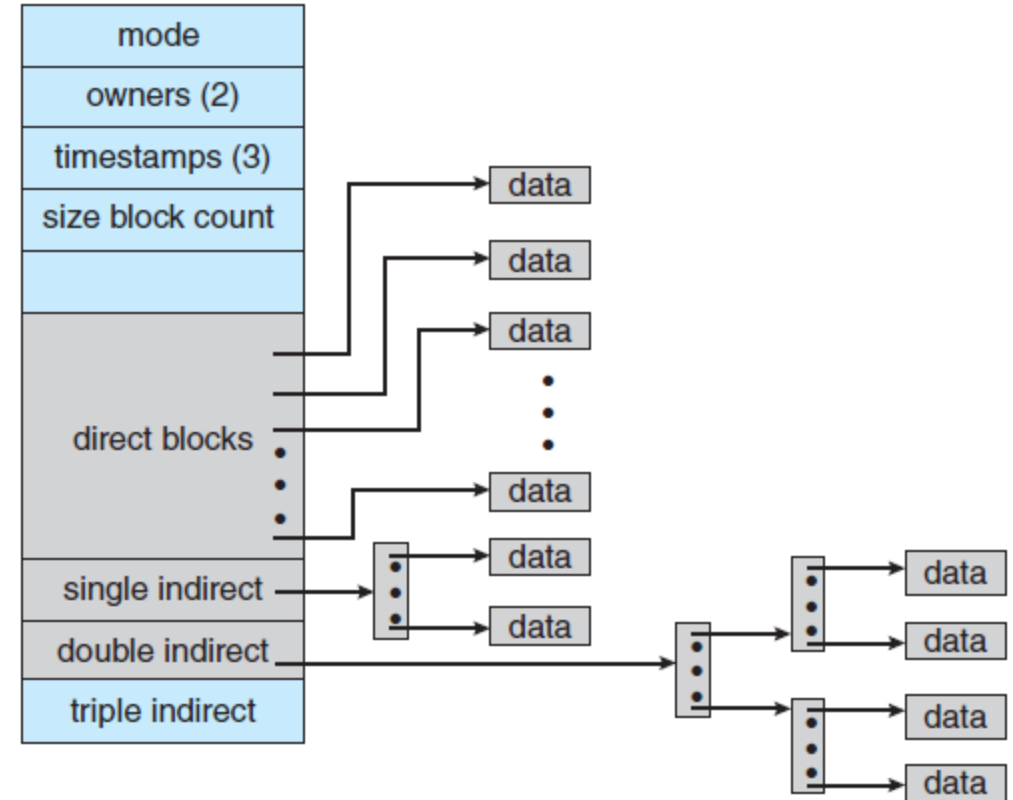 mode
owners (2)
timestamps (3)
size block count
data
data
data
direct blocks
data
data
single indirect
data
double indirect
triple indirect
data
data
data
data